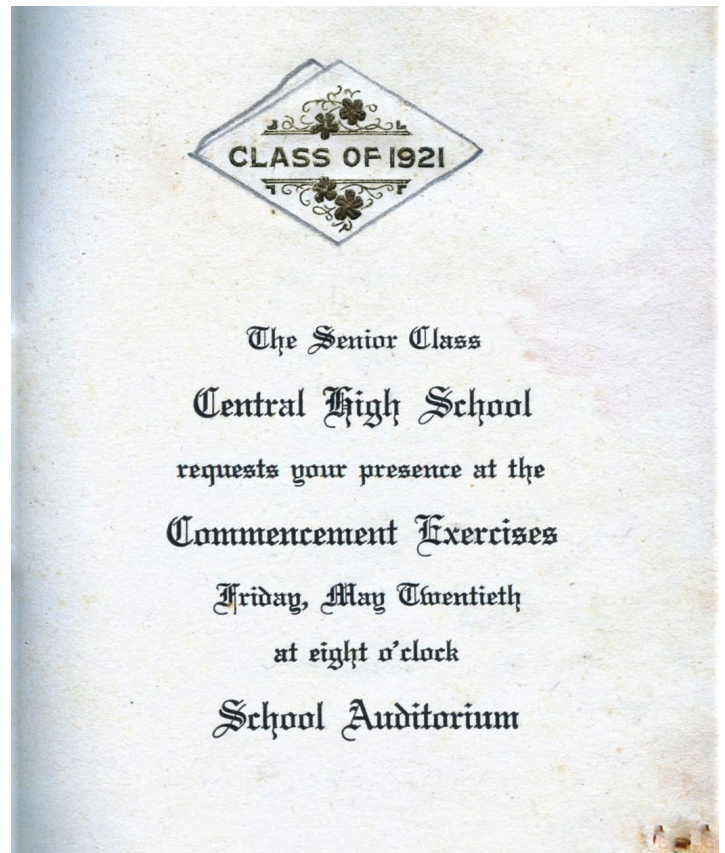 CLASS OF 1921
The Senior Class
Central High School
requests your presence at the
Commencement Exercises
Friday, May Twentieth
at eight o'clock
School Auditorium